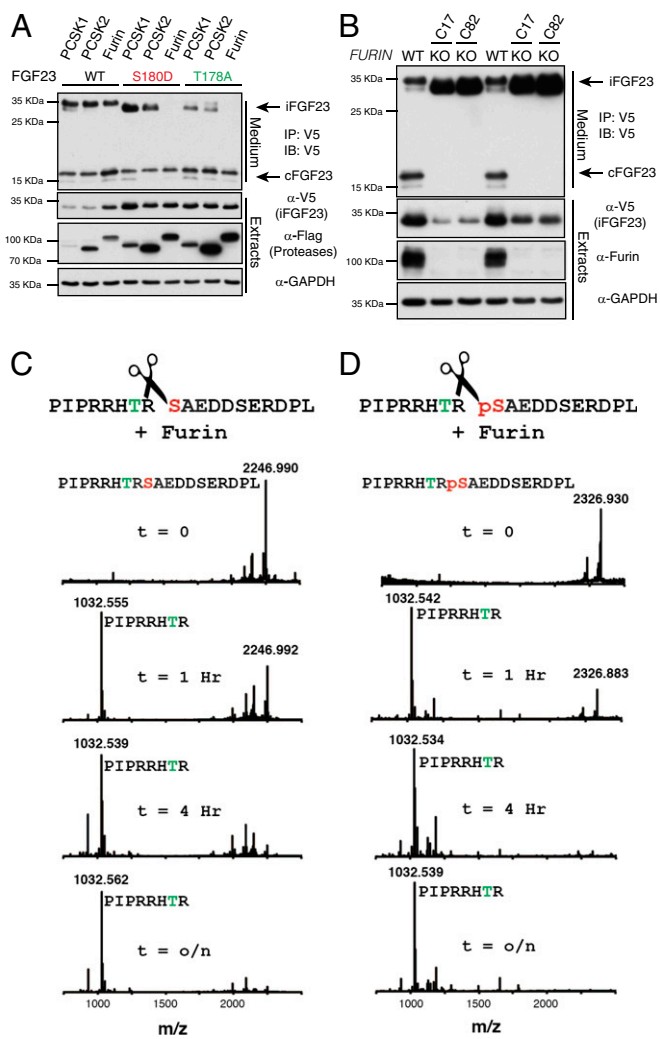 A
PCSK1 PCSK2 Furin PCSK1 PCSK2 Furin PCSK1 PCSK2 Furin
FGF23 WT S180D T178A
35 KDa
25 KDa
15 KDa
iFGF23
IP: V5
IB: V5
cFGF23
Medium
35 KDa
α-V5
(iFGF23)
100 KDa
70 KDa
α-Flag
(Proteases)
35 KDa
α-GAPDH
Extracts
B
C17 C82 C17 C82
FURIN WT KO KO WT KO KO
35 KDa
25 KDa
15 KDa
iFGF23
IP: V5
IB: V5
cFGF23
Medium
35 KDa
α-V5
(iFGF23)
100 KDa
α-Furin
35 KDa
α-GAPDH
Extracts
C
PIPRRHTR SAEDDSERDPL
+ Furin
2246.990
PIPRRHTRSAEDDSERDPL
t = 0
1032.555
PIPRRHTR
2246.992
t = 1 Hr
1032.539
PIPRRHTR
t = 4 Hr
1032.562
PIPRRHTR
t = o/n
1000 1500 2000
m/z
D
PIPRRHTR pSAEDDSERDPL
+ Furin
PIPRRHTRpSAEDDSERDPL
2326.930
t = 0
1032.542
PIPRRHTR
t = 1 Hr
2326.883
1032.534
PIPRRHTR
t = 4 Hr
1032.539
PIPRRHTR
t = o/n
1000 1500 2000
m/z